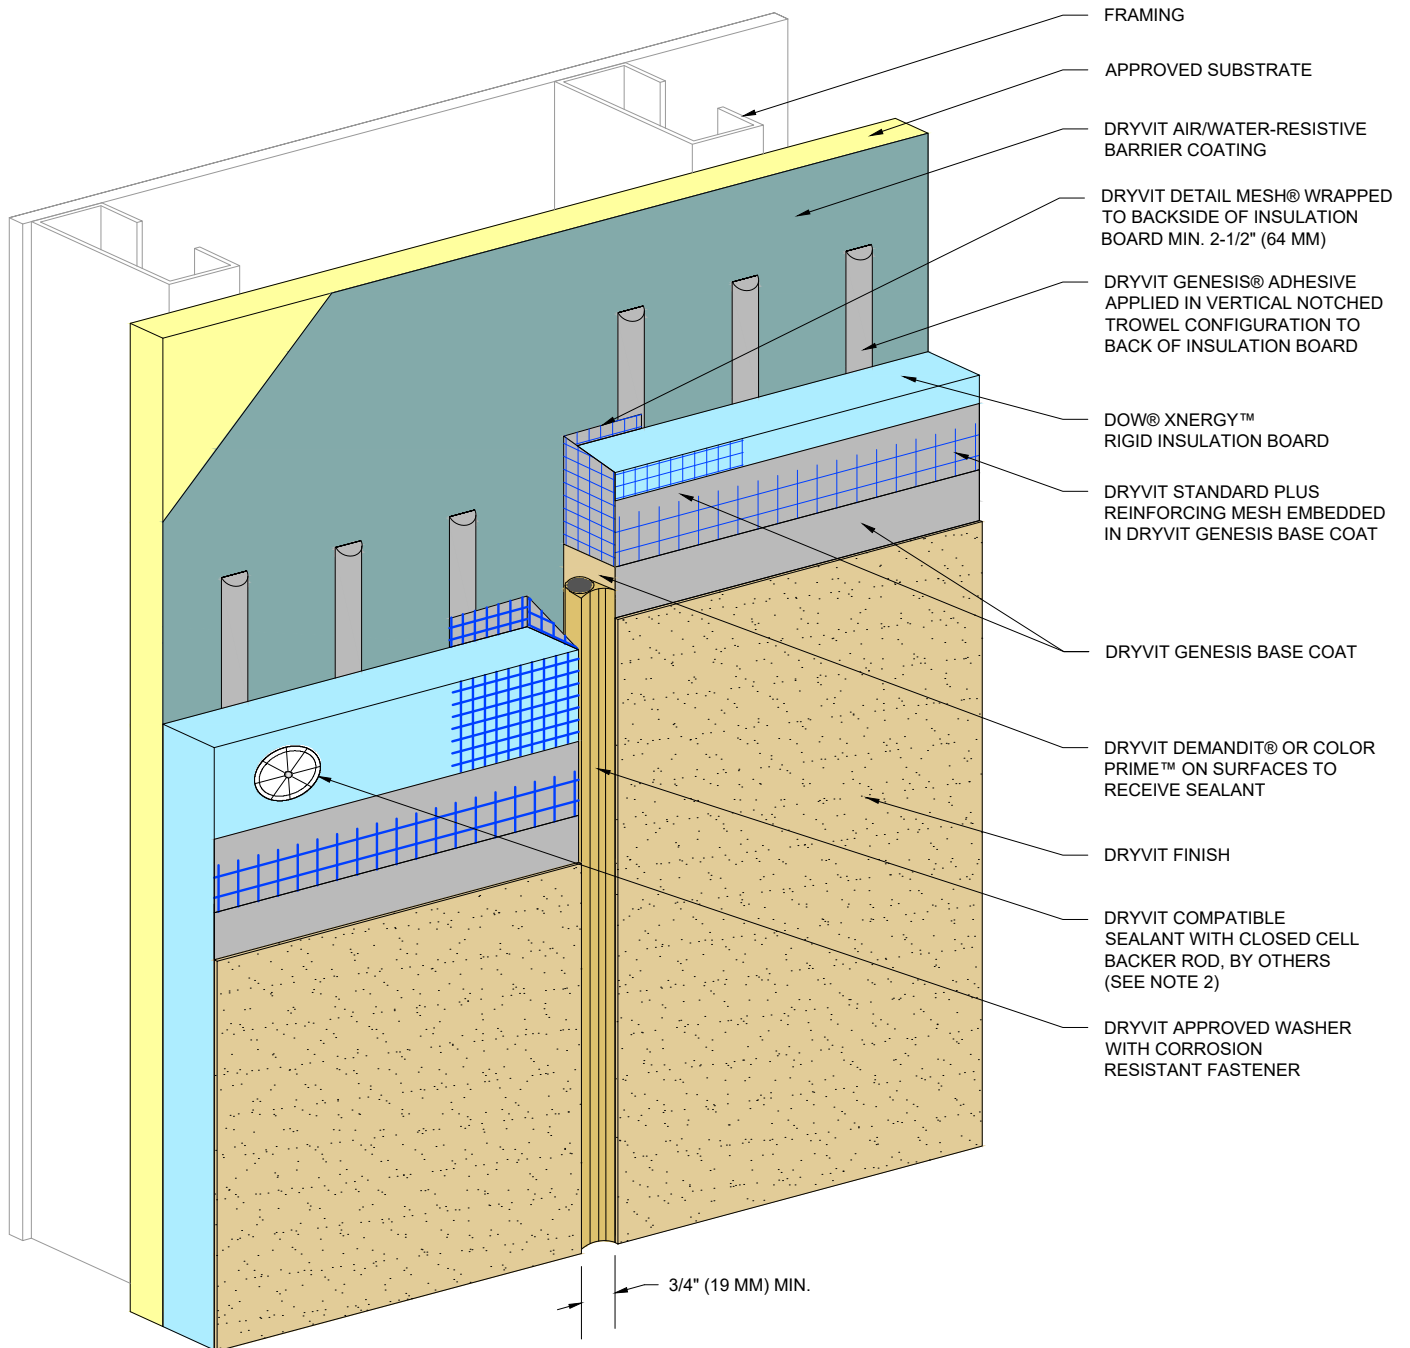 FRAMING
APPROVED SUBSTRATE
DRYVIT AIR/WATER-RESISTIVE
BARRIER COATING
DRYVIT DETAIL MESH® WRAPPED
TO BACKSIDE OF INSULATION
BOARD MIN. 2-1/2" (64 MM)
DRYVIT GENESIS® ADHESIVE
APPLIED IN VERTICAL NOTCHED
TROWEL CONFIGURATION TO
BACK OF INSULATION BOARD
DOW® XNERGY™
RIGID INSULATION BOARD
DRYVIT STANDARD PLUS
REINFORCING MESH EMBEDDED
IN DRYVIT GENESIS BASE COAT
DRYVIT GENESIS BASE COAT
DRYVIT DEMANDIT® OR COLOR
PRIME™ ON SURFACES TO
RECEIVE SEALANT
DRYVIT FINISH
DRYVIT COMPATIBLE
SEALANT WITH CLOSED CELL
BACKER ROD, BY OTHERS
(SEE NOTE 2)
DRYVIT APPROVED WASHER
WITH CORROSION
RESISTANT FASTENER
3/4" (19 MM) MIN.